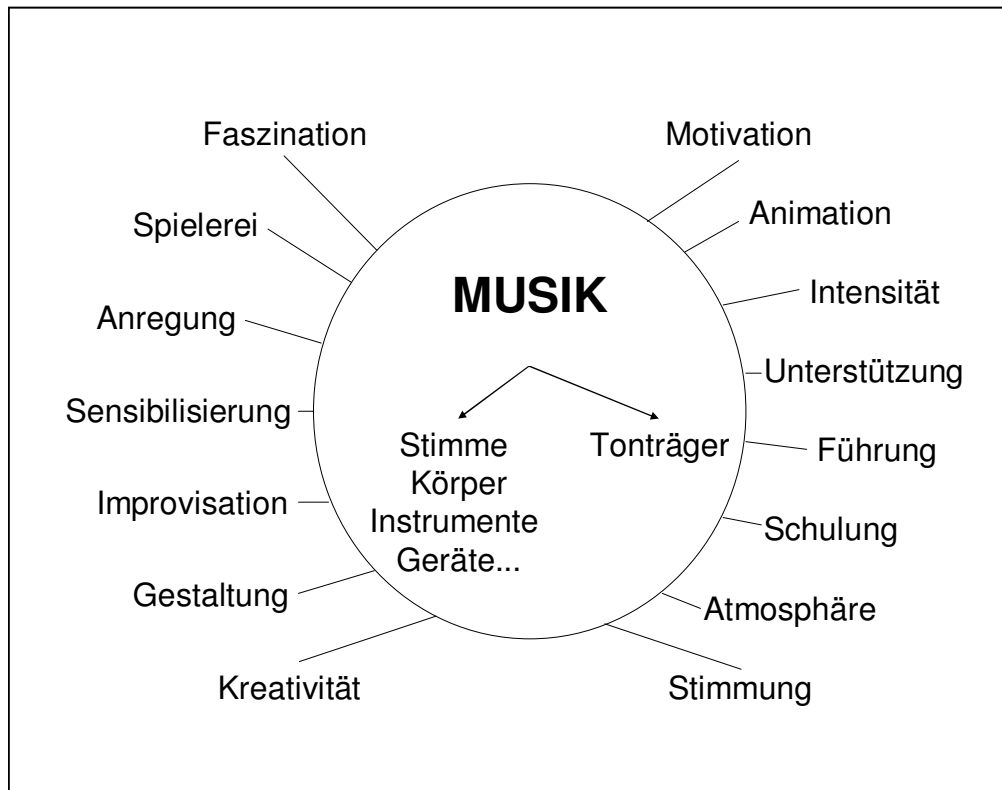 Faszination
Motivation
Spielerei
Animation
Anregung
Intensität
MUSIK
Sensibilisierung
Unterstützung
Stimme
Körper
Instrumente
Geräte...
Tonträger
Führung
Improvisation
Schulung
Gestaltung
Atmosphäre
Kreativität
Stimmung